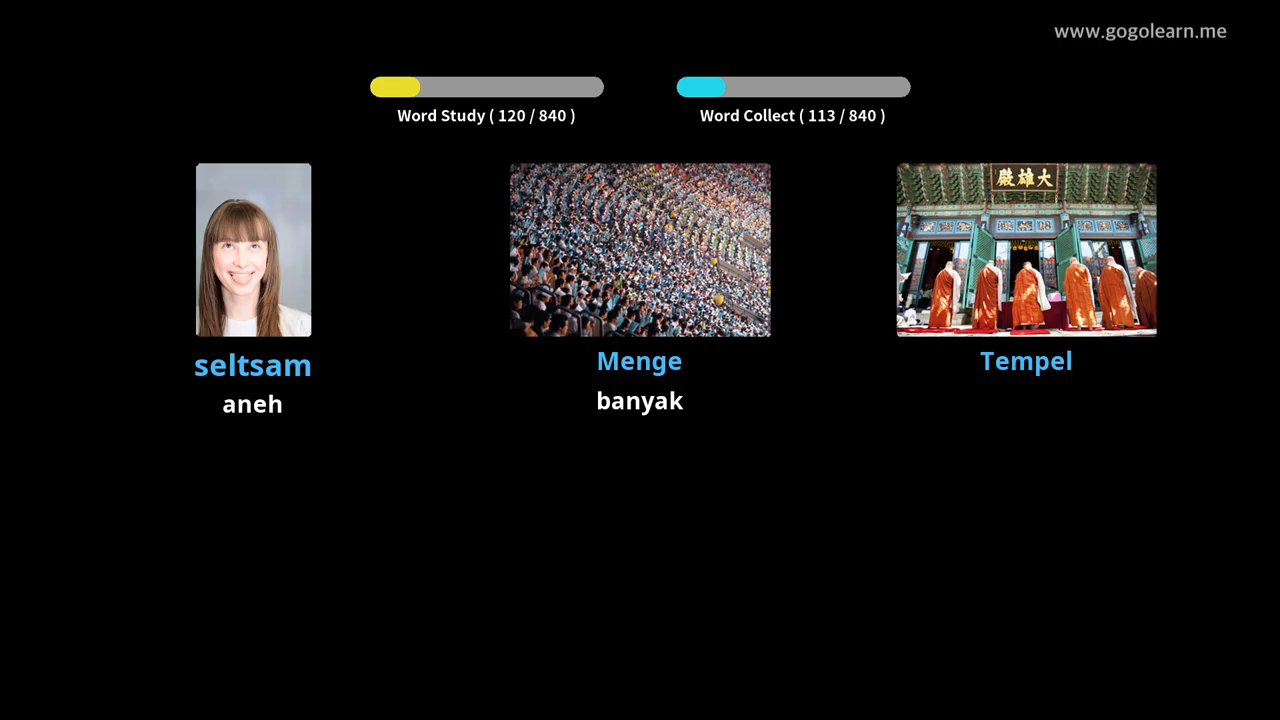 www.gogolearn.me
Word Study ( 120 / 840 )
Word Collect ( 113 / 840 )
大雄殿
seltsam
aneh
Menge
banyak
Tempel